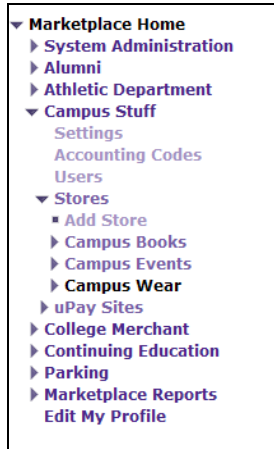 Marketplace Home
System Administration
Alumni
Athletic Department
Campus Stuff
Settings
Accounting Codes
Users
Stores
Add Store
Campus Books
Campus Events
Campus Wear
uPay Sites
College Merchant
Continuing Education
Parking
Marketplace Reports
Edit My Profile